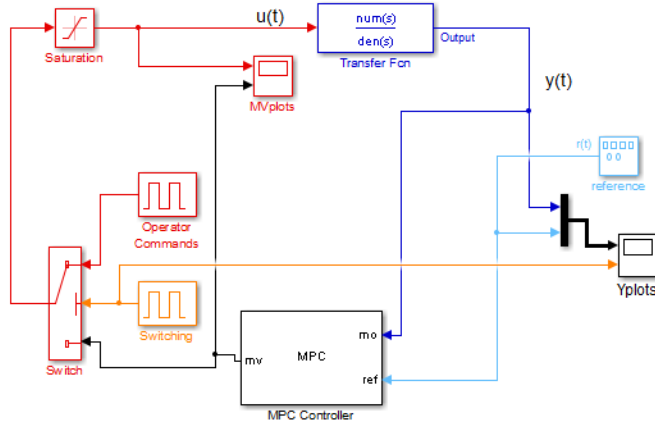 u(t)
num(s)
den(s)
Output
Saturation
Transfer Fcn
y(t)
MVplots
r(t)
reference
Operator
Commands
Yplots
Switching
MPC
mo
mv
ref
Switch
MPC Controller